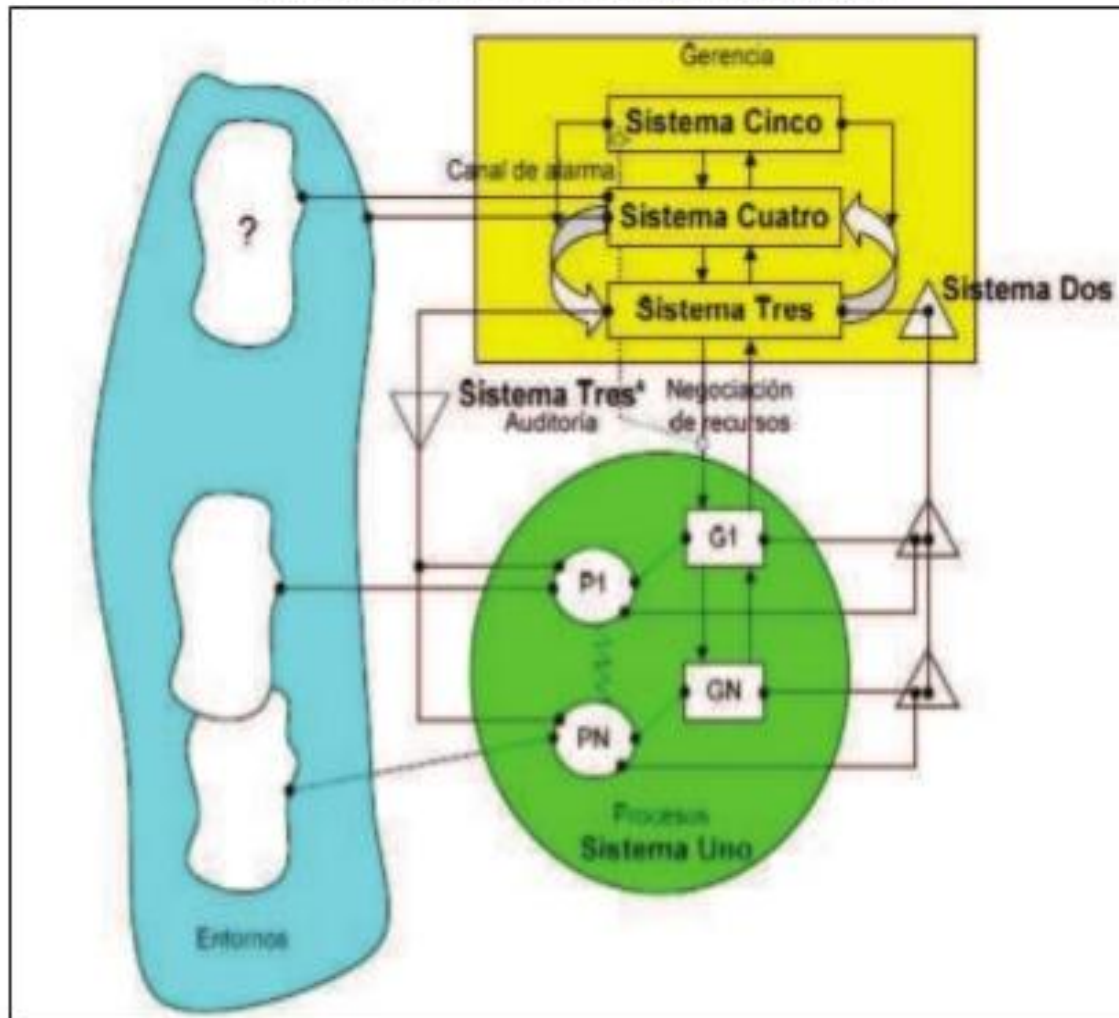 Gerencia
Sistema Cinco
Canal de alarma
?
Sistema Cuatro
Sistema Tres
Sistema Dos
Sistema Tres*
Auditoría
Negociación
de recursos
G1
P1
GN
PN
Procesos
Sistema Uno
Entornos